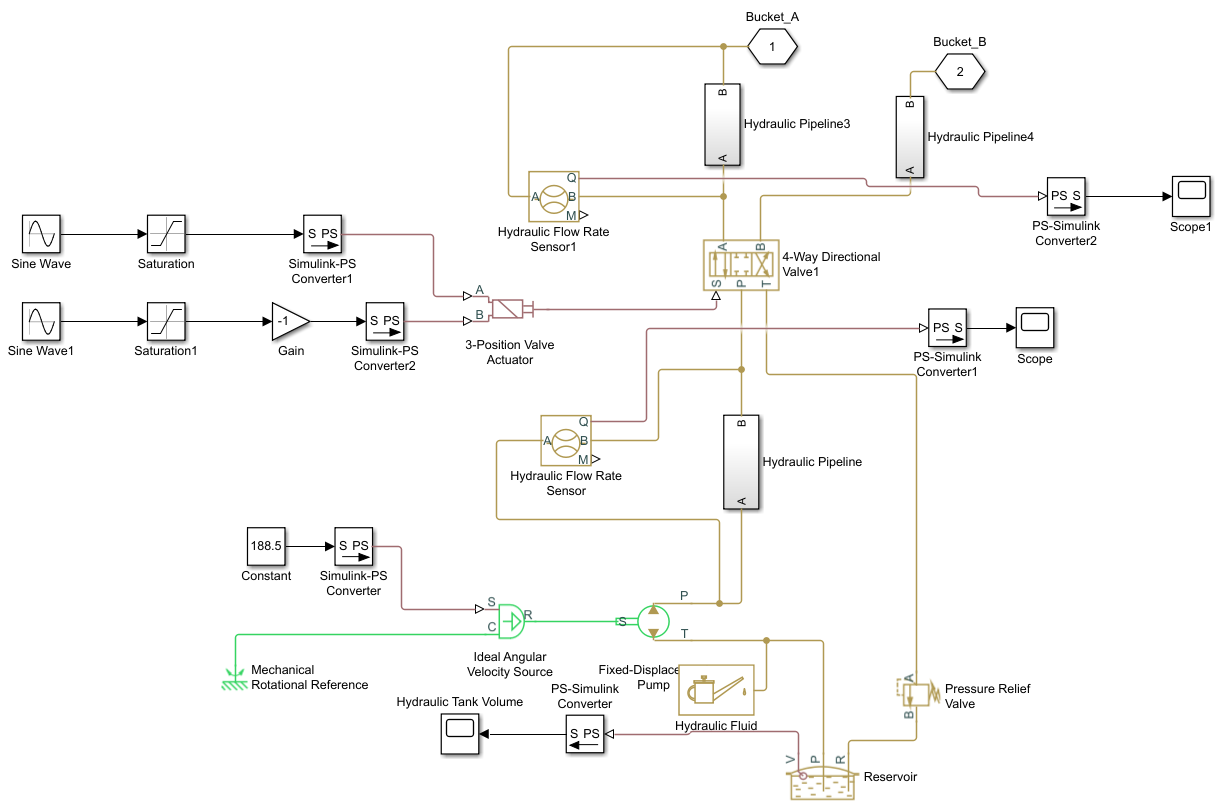 Bucket_A
1
Bucket_B
2
B
Hydraulic Pipeline3
A
B
Hydraulic Pipeline4
A
Q
A
B
M
Hydraulic Flow Rate
Sensor1
PS S
PS-Simulink
Converter2
Scope1
Sine Wave
Saturation
S PS
Simulink-PS
Converter1
A
B
4-Way Directional
Valve1
S
P
T
A
B
3-Position Valve
Actuator
Sine Wave1
Saturation1
-1
Gain
S PS
Simulink-PS
Converter2
PS S
PS-Simulink
Converter1
Scope
Q
A
B
M
Hydraulic Flow Rate
Sensor
B
Hydraulic Pipeline
A
188.5
Constant
S PS
Simulink-PS
Converter
S
C
R
Ideal Angular
Velocity Source
S
P
T
Fixed-Displace
Pump
Mechanical
Rotational Reference
Hydraulic Fluid
A
B
Pressure Relief
Valve
Hydraulic Tank Volume
PS-Simulink
Converter
S PS
V
P
R
Reservoir